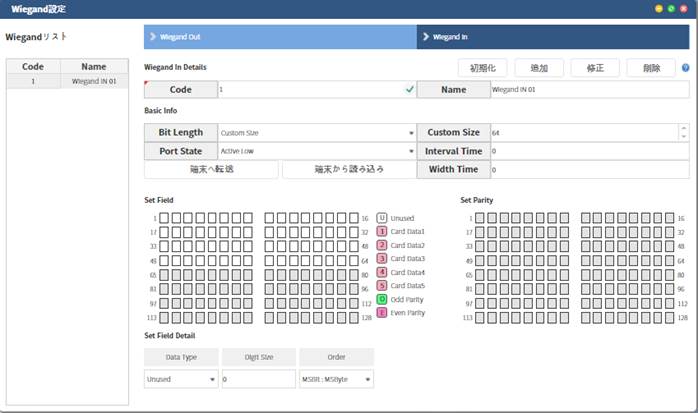 Wiegand設定
Wiegandリスト
Code Name
1 Wiegand IN 01
Wiegand Out Wiegand In
Wiegand In Details 初期化 追加 修正 削除 ?
Code 1 Name Wiegand IN 01
Basic Info
Bit Length Custom Size Custom Size 64
Port State Active Low Interval Time 0
端末へ転送 端末から読み込み Width Time 0
Set Field Set Parity
1 16 U Unused 1 16
17 32 1 Card Data1 17 32
33 48 2 Card Data2 33 48
49 64 3 Card Data3 49 64
65 80 4 Card Data4 65 80
81 96 5 Card Data5 81 96
97 112 O Odd Parity 97 112
113 128 E Even Parity 113 128
Set Field Detail
Data Type Digit Size Order
Unused 0 MSBit : MSByte